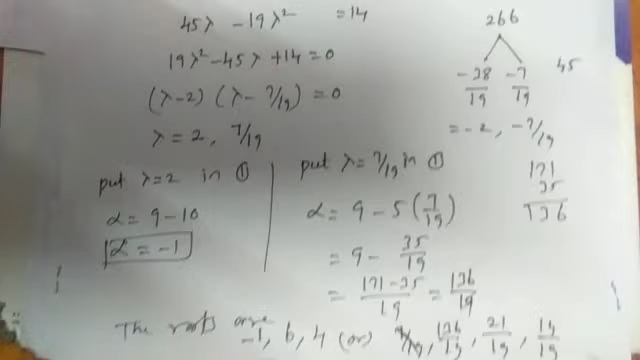 45λ - 19λ² = 14
19λ² - 45λ + 14 = 0
(λ-2) (λ - 7/19) = 0
λ = 2, 7/19
266
-38/19 -7/19 45
= -2, -7/19
put λ=2 in ①
α = 9 - 10
α = -1
put λ = 7/19 in ①
α = 9 - 5(7/19)
= 9 - 35/19
= (171-35)/19 = 136/19
171
35
136
The roots are
-1, 6, 4 (or) 136/19, 21/19, 14/19